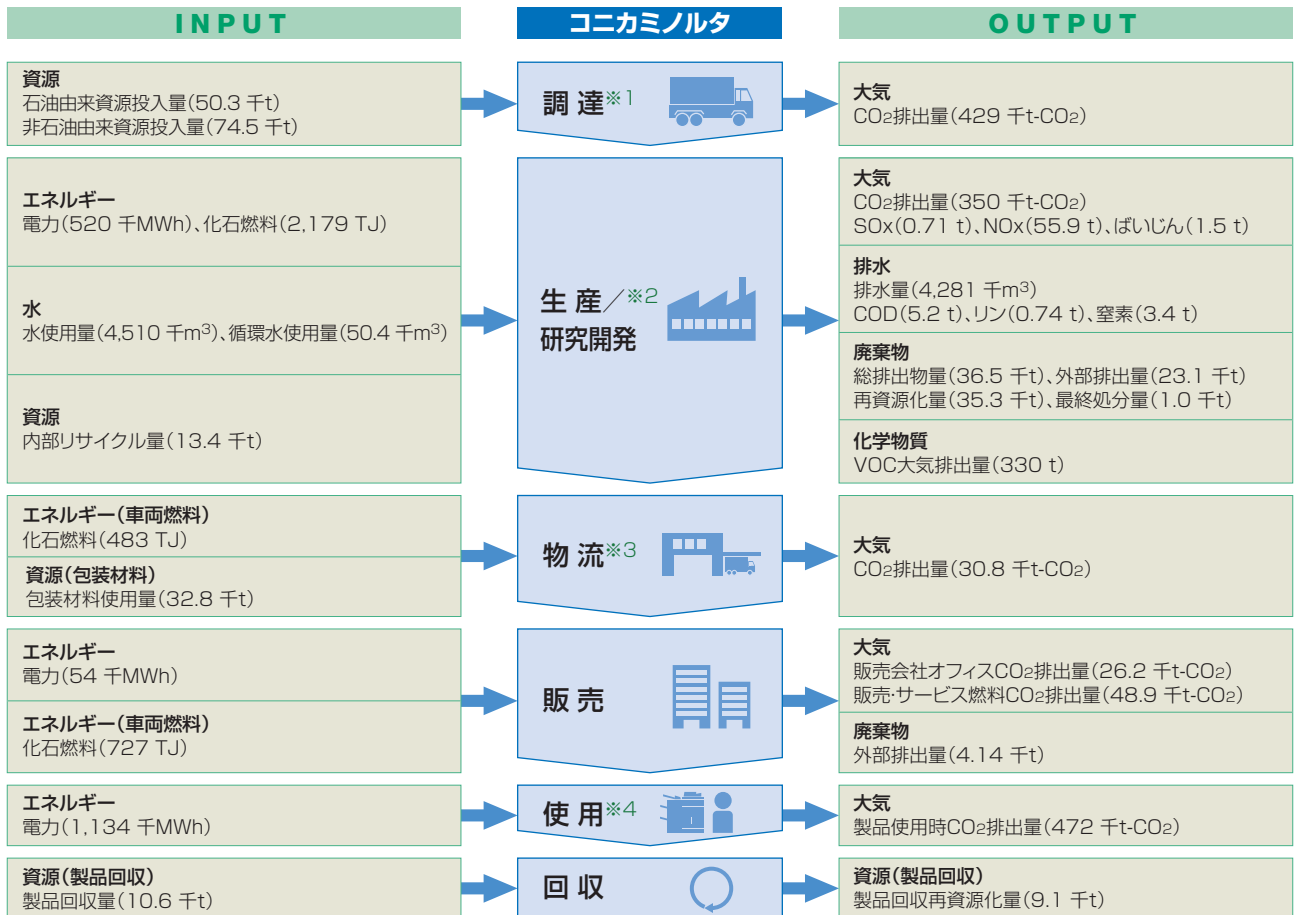 INPUT
コニカミノルタ
OUTPUT
資源
石油由来資源投入量(50.3 千t)
非石油由来資源投入量(74.5 千t)
調 達※1
大気
CO2排出量(429 千t-CO2)
エネルギー
電力(520 千MWh)、化石燃料(2,179 TJ)
水
水使用量(4,510 千m3)、循環水使用量(50.4 千m3)
資源
内部リサイクル量(13.4 千t)
生 産／※2
研究開発
大気
CO2排出量(350 千t-CO2)
SOx(0.71 t)、NOx(55.9 t)、ばいじん(1.5 t)
排水
排水量(4,281 千m3)
COD(5.2 t)、リン(0.74 t)、窒素(3.4 t)
廃棄物
総排出物量(36.5 千t)、外部排出量(23.1 千t)
再資源化量(35.3 千t)、最終処分量(1.0 千t)
化学物質
VOC大気排出量(330 t)
エネルギー(車両燃料)
化石燃料(483 TJ)
資源(包装材料)
包装材料使用量(32.8 千t)
物 流※3
大気
CO2排出量(30.8 千t-CO2)
エネルギー
電力(54 千MWh)
エネルギー(車両燃料)
化石燃料(727 TJ)
販 売
大気
販売会社オフィスCO2排出量(26.2 千t-CO2)
販売・サービス燃料CO2排出量(48.9 千t-CO2)
廃棄物
外部排出量(4.14 千t)
エネルギー
電力(1,134 千MWh)
使 用※4
大気
製品使用時CO2排出量(472 千t-CO2)
資源(製品回収)
製品回収量(10.6 千t)
回 収
資源(製品回収)
製品回収再資源化量(9.1 千t)